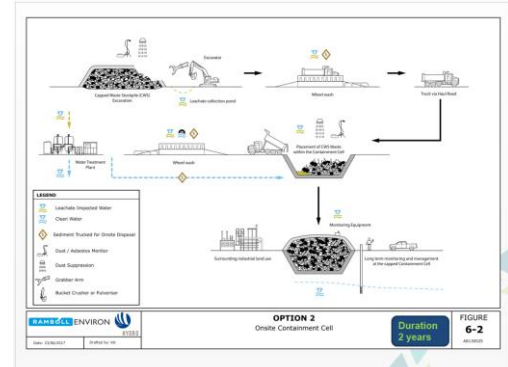 Excavator
Capped Waste Stockpile (CWS)
Excavation
Leachate collection pond
Wheel wash
Truck via Haul Road
Water Treatment
Plant
Wheel wash
Placement of CWS Waste
within the Containment Cell
Monitoring Equipment
Surrounding industrial land use
Long term monitoring and management
at the capped Containment Cell
LEGEND
Leachate Impacted Water
Clean Water
Sediment Trucked for Onsite Disposal
Dust / Asbestos Monitor
Dust Suppression
Grabber Arm
Bucket Crusher or Pulveriser
RAMBOLL ENVIRON
HYDRO
OPTION 2
Onsite Containment Cell
Duration
2 years
FIGURE
6-2